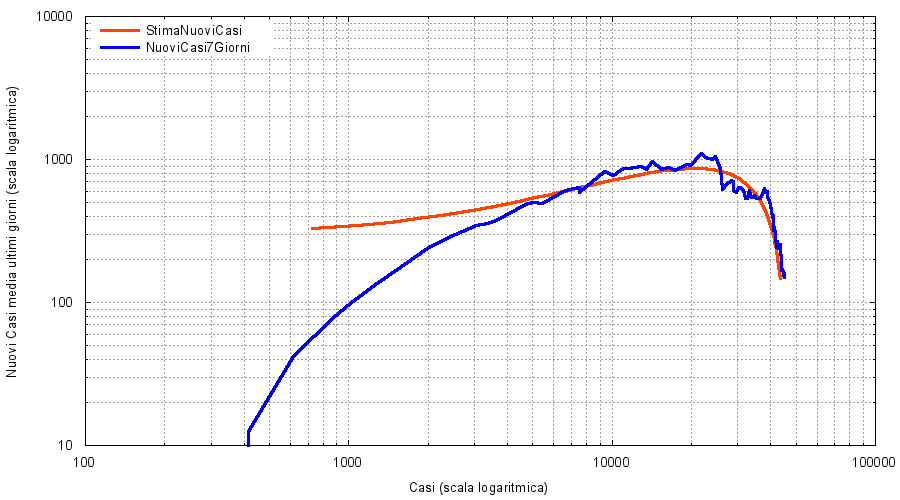 10000
StimaNuoviCasi
NuoviCasi7Giorni
1000
100
10
100
1000
10000
100000
Nuovi Casi media ultimi giorni (scala logaritmica)
Casi (scala logaritmica)